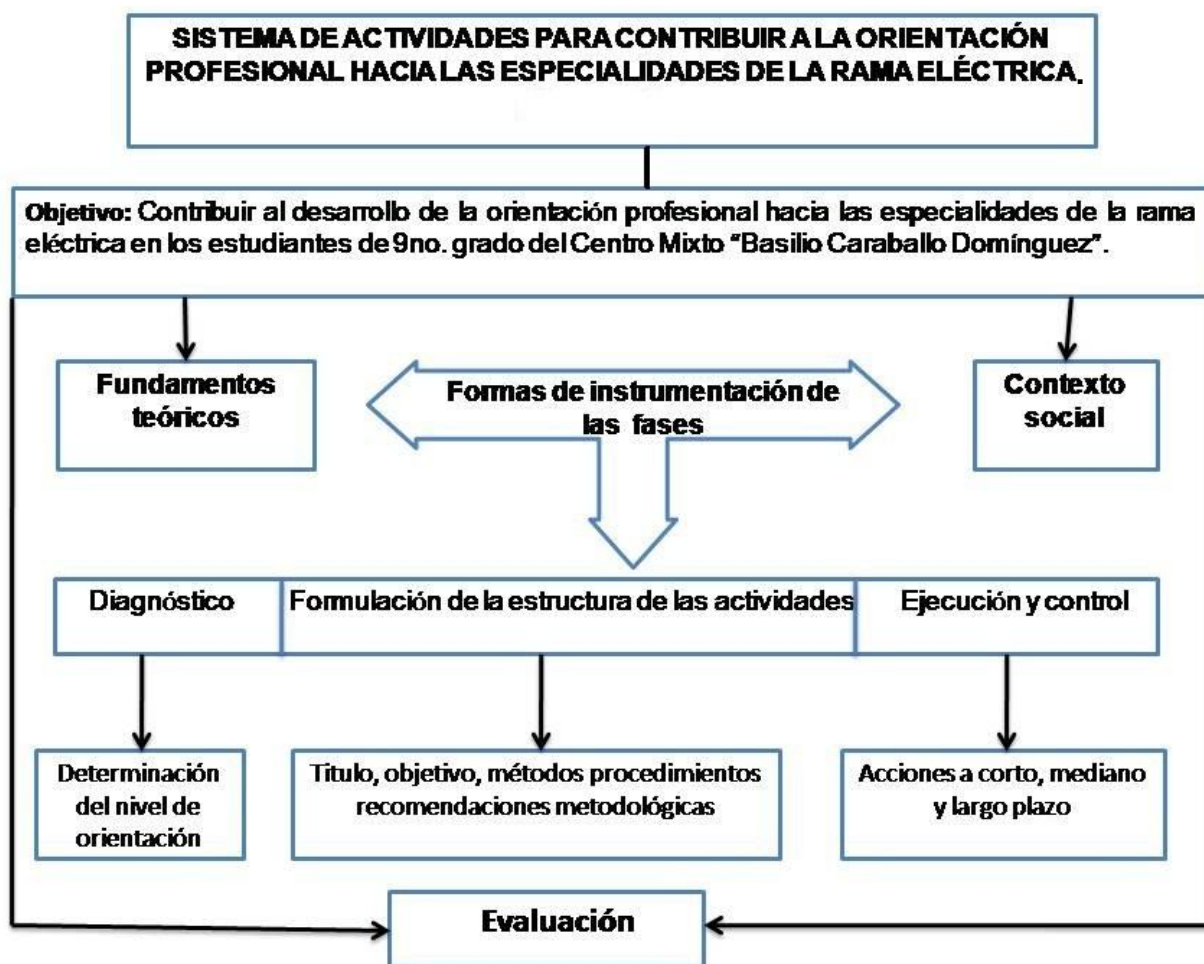 SISTEMA DE ACTIVIDADES PARA CONTRIBUIR A LA ORIENTACIÓN
PROFESIONAL HACIA LAS ESPECIALIDADES DE LA RAMA ELÉCTRICA.
Objetivo: Contribuir al desarrollo de la orientación profesional hacia las especialidades de la rama
eléctrica en los estudiantes de 9no. grado del Centro Mixto “Basilio Caraballo Domínguez”.
Fundamentos
teóricos
Formas de instrumentación de
las fases
Contexto
social
Diagnóstico
Formulación de la estructura de las actividades
Ejecución y control
Determinación
del nivel de
orientación
Titulo, objetivo, métodos procedimientos
recomendaciones metodológicas
Acciones a corto, mediano
y largo plazo
Evaluación